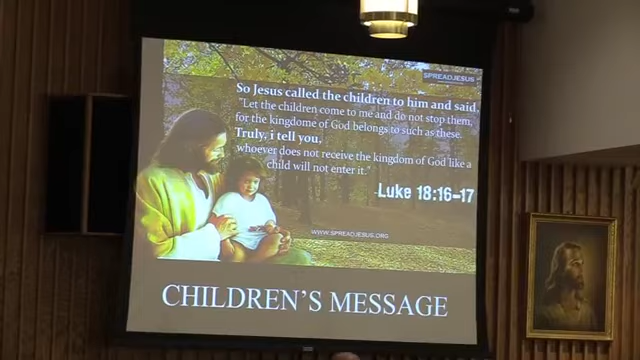 SPREADJESUS
So Jesus called the children to him and said,
"Let the children come to me and do not stop them,
for the kingdome of God belongs to such as these.
Truly, i tell you,
whoever does not receive the kingdom of God like a
child will not enter it."
-Luke 18:16-17
WWW.SPREADJESUS.ORG
CHILDREN'S MESSAGE